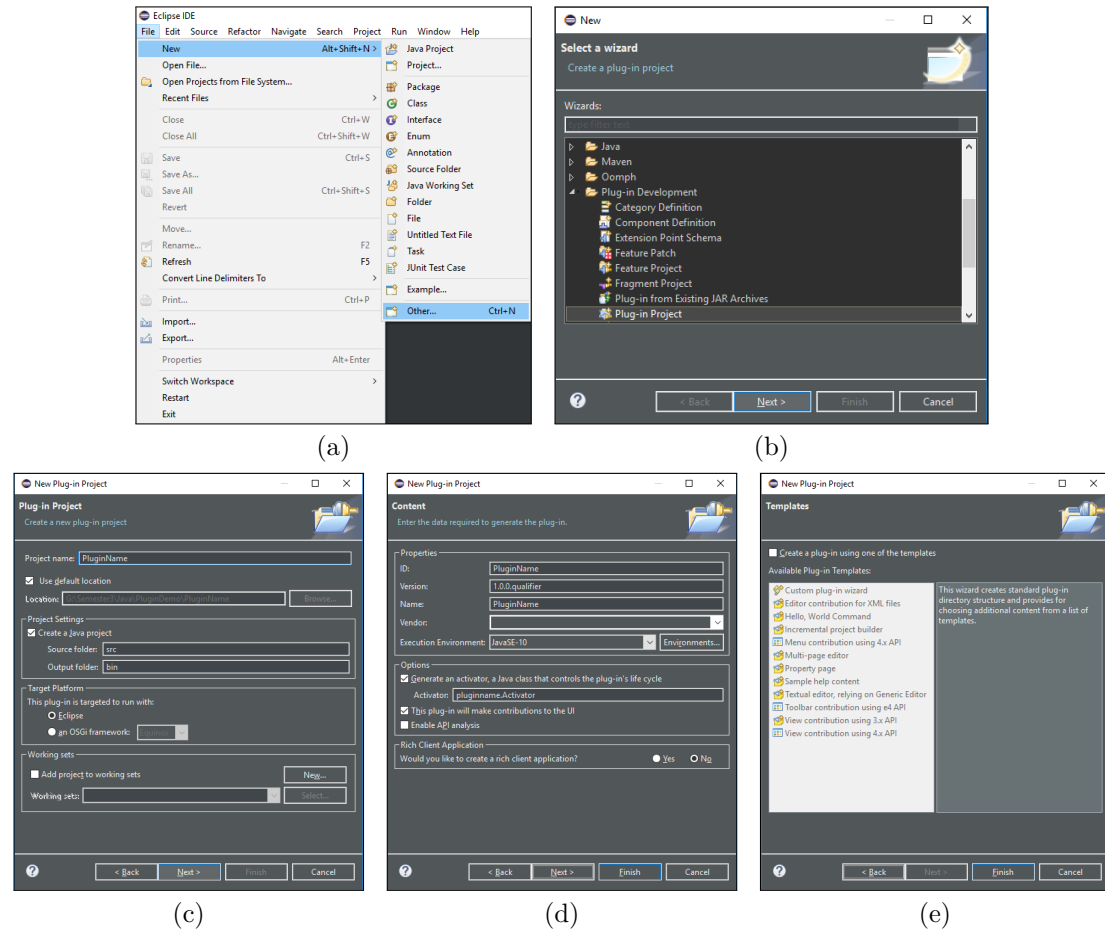 Eclipse IDE
File Edit Source Refactor Navigate Search Project Run Window Help
New Alt+Shift+N >
Open File...
Open Projects from File System...
Recent Files >
Close Ctrl+W
Close All Ctrl+Shift+W
Save Ctrl+S
Save As...
Save All Ctrl+Shift+S
Revert
Move...
Rename... F2
Refresh F5
Convert Line Delimiters To >
Print... Ctrl+P
Import...
Export...
Properties Alt+Enter
Switch Workspace >
Restart
Exit
Java Project
Project...
Package
Class
Interface
Enum
Annotation
Source Folder
Java Working Set
Folder
File
Untitled Text File
Task
JUnit Test Case
Example...
Other... Ctrl+N
(a)
New
Select a wizard
Create a plug-in project
Wizards:
type filter text
Java
Maven
Oomph
Plug-in Development
Category Definition
Component Definition
Extension Point Schema
Feature Patch
Feature Project
Fragment Project
Plug-in from Existing JAR Archives
Plug-in Project
< Back Next > Finish Cancel
(b)
New Plug-in Project
Plug-in Project
Create a new plug-in project
Project name: PluginName
Use default location
Location: G:\Samester3\Java\PluginDemo\PluginName Browse...
Project Settings
Create a Java project
Source folder: src
Output folder: bin
Target Platform
This plug-in is targeted to run with:
Eclipse
an OSGi framework: Equinox
Working sets
Add project to working sets New...
Working sets: Select...
< Back Next > Finish Cancel
(c)
New Plug-in Project
Content
Enter the data required to generate the plug-in.
Properties
ID: PluginName
Version: 1.0.0.qualifier
Name: PluginName
Vendor:
Execution Environment: JavaSE-10 Environments...
Options
Generate an activator, a Java class that controls the plug-in's life cycle
Activator: pluginname.Activator
This plug-in will make contributions to the UI
Enable API analysis
Rich Client Application
Would you like to create a rich client application? Yes No
< Back Next > Finish Cancel
(d)
New Plug-in Project
Templates
Create a plug-in using one of the templates
Available Plug-in Templates:
Custom plug-in wizard
Editor contribution for XML files
Hello, World Command
Incremental project builder
Menu contribution using 4.x API
Multi-page editor
Property page
Sample help content
Textual editor, relying on Generic Editor
Toolbar contribution using e4 API
View contribution using 3.x API
View contribution using 4.x API
This wizard creates standard plug-in
directory structure and provides for
choosing additional content from a list of
templates.
< Back Next > Finish Cancel
(e)